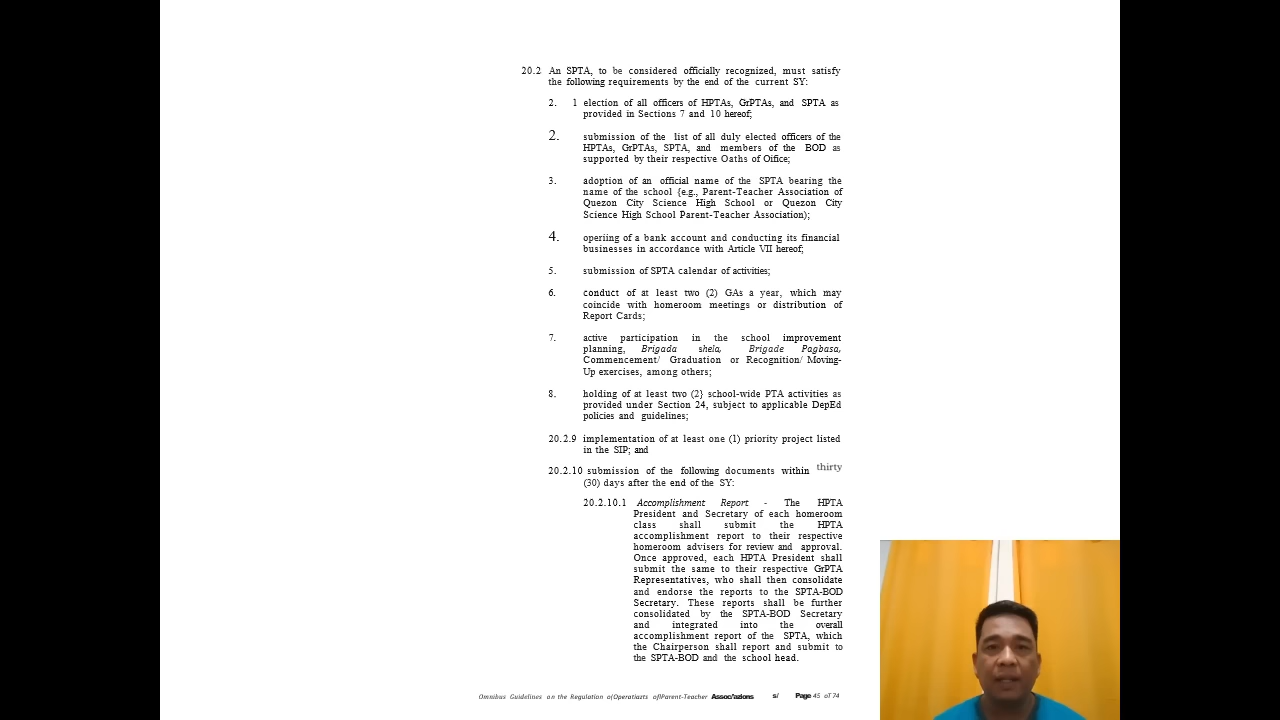 20.2 An SPTA, to be considered officially recognized, must satisfy
the following requirements by the end of the current SY:
2. 1 election of all officers of HPTAs, GrPTAs, and SPTA as
provided in Sections 7 and 10 hereof;
2. submission of the list of all duly elected officers of the
HPTAs, GrPTAs, SPTA, and members of the BOD as
supported by their respective Oaths of Oifice;
3. adoption of an official name of the SPTA bearing the
name of the school {e.g., Parent-Teacher Association of
Quezon City Science High School or Quezon City
Science High School Parent-Teacher Association);
4. operiing of a bank account and conducting its financial
businesses in accordance with Article VII hereof;
5. submission of SPTA calendar of activities;
6. conduct of at least two (2) GAs a year, which may
coincide with homeroom meetings or distribution of
Report Cards;
7. active participation in the school improvement
planning, Brigada shela, Brigade Pagbasa,
Commencement/ Graduation or Recognition/ Moving-
Up exercises, among others;
8. holding of at least two (2} school-wide PTA activities as
provided under Section 24, subject to applicable DepEd
policies and guidelines;
20.2.9 implementation of at least one (1) priority project listed
in the SIP; and
20.2.10 submission of the following documents within thirty
(30) days after the end of the SY:
20.2.10.1 Accomplishment Report - The HPTA
President and Secretary of each homeroom
class shall submit the HPTA
accomplishment report to their respective
homeroom advisers for review and approval.
Once approved, each HPTA President shall
submit the same to their respective GrPTA
Representatives, who shall then consolidate
and endorse the reports to the SPTA-BOD
Secretary. These reports shall be further
consolidated by the SPTA-BOD Secretary
and integrated into the overall
accomplishment report of the SPTA, which
the Chairperson shall report and submit to
the SPTA-BOD and the school head.
Omnibus Guidelines on the Regulation o(Operatiazts of|Parent-Teacher Assoc'azions s/ Page 45 oT 74